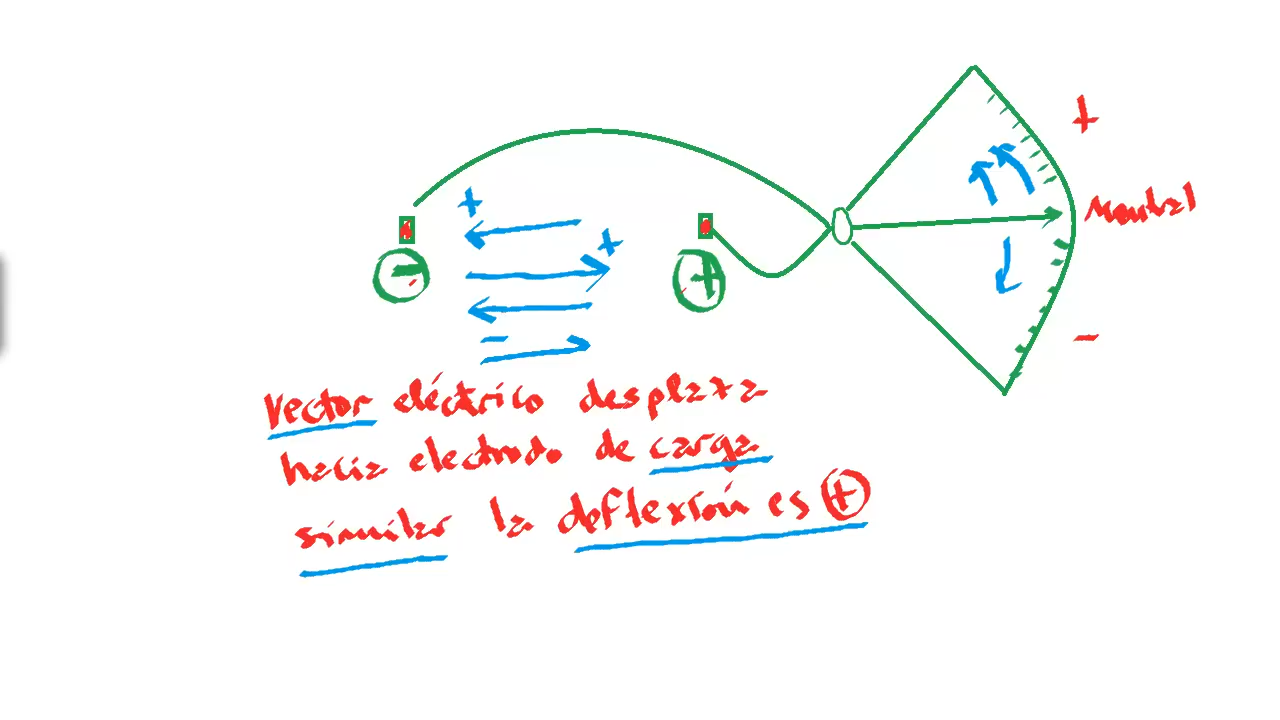 +
+
Neutral
+
- +
-
-
vector eléctrico desplaza
hacia electrodo de carga
similar la deflexión es +